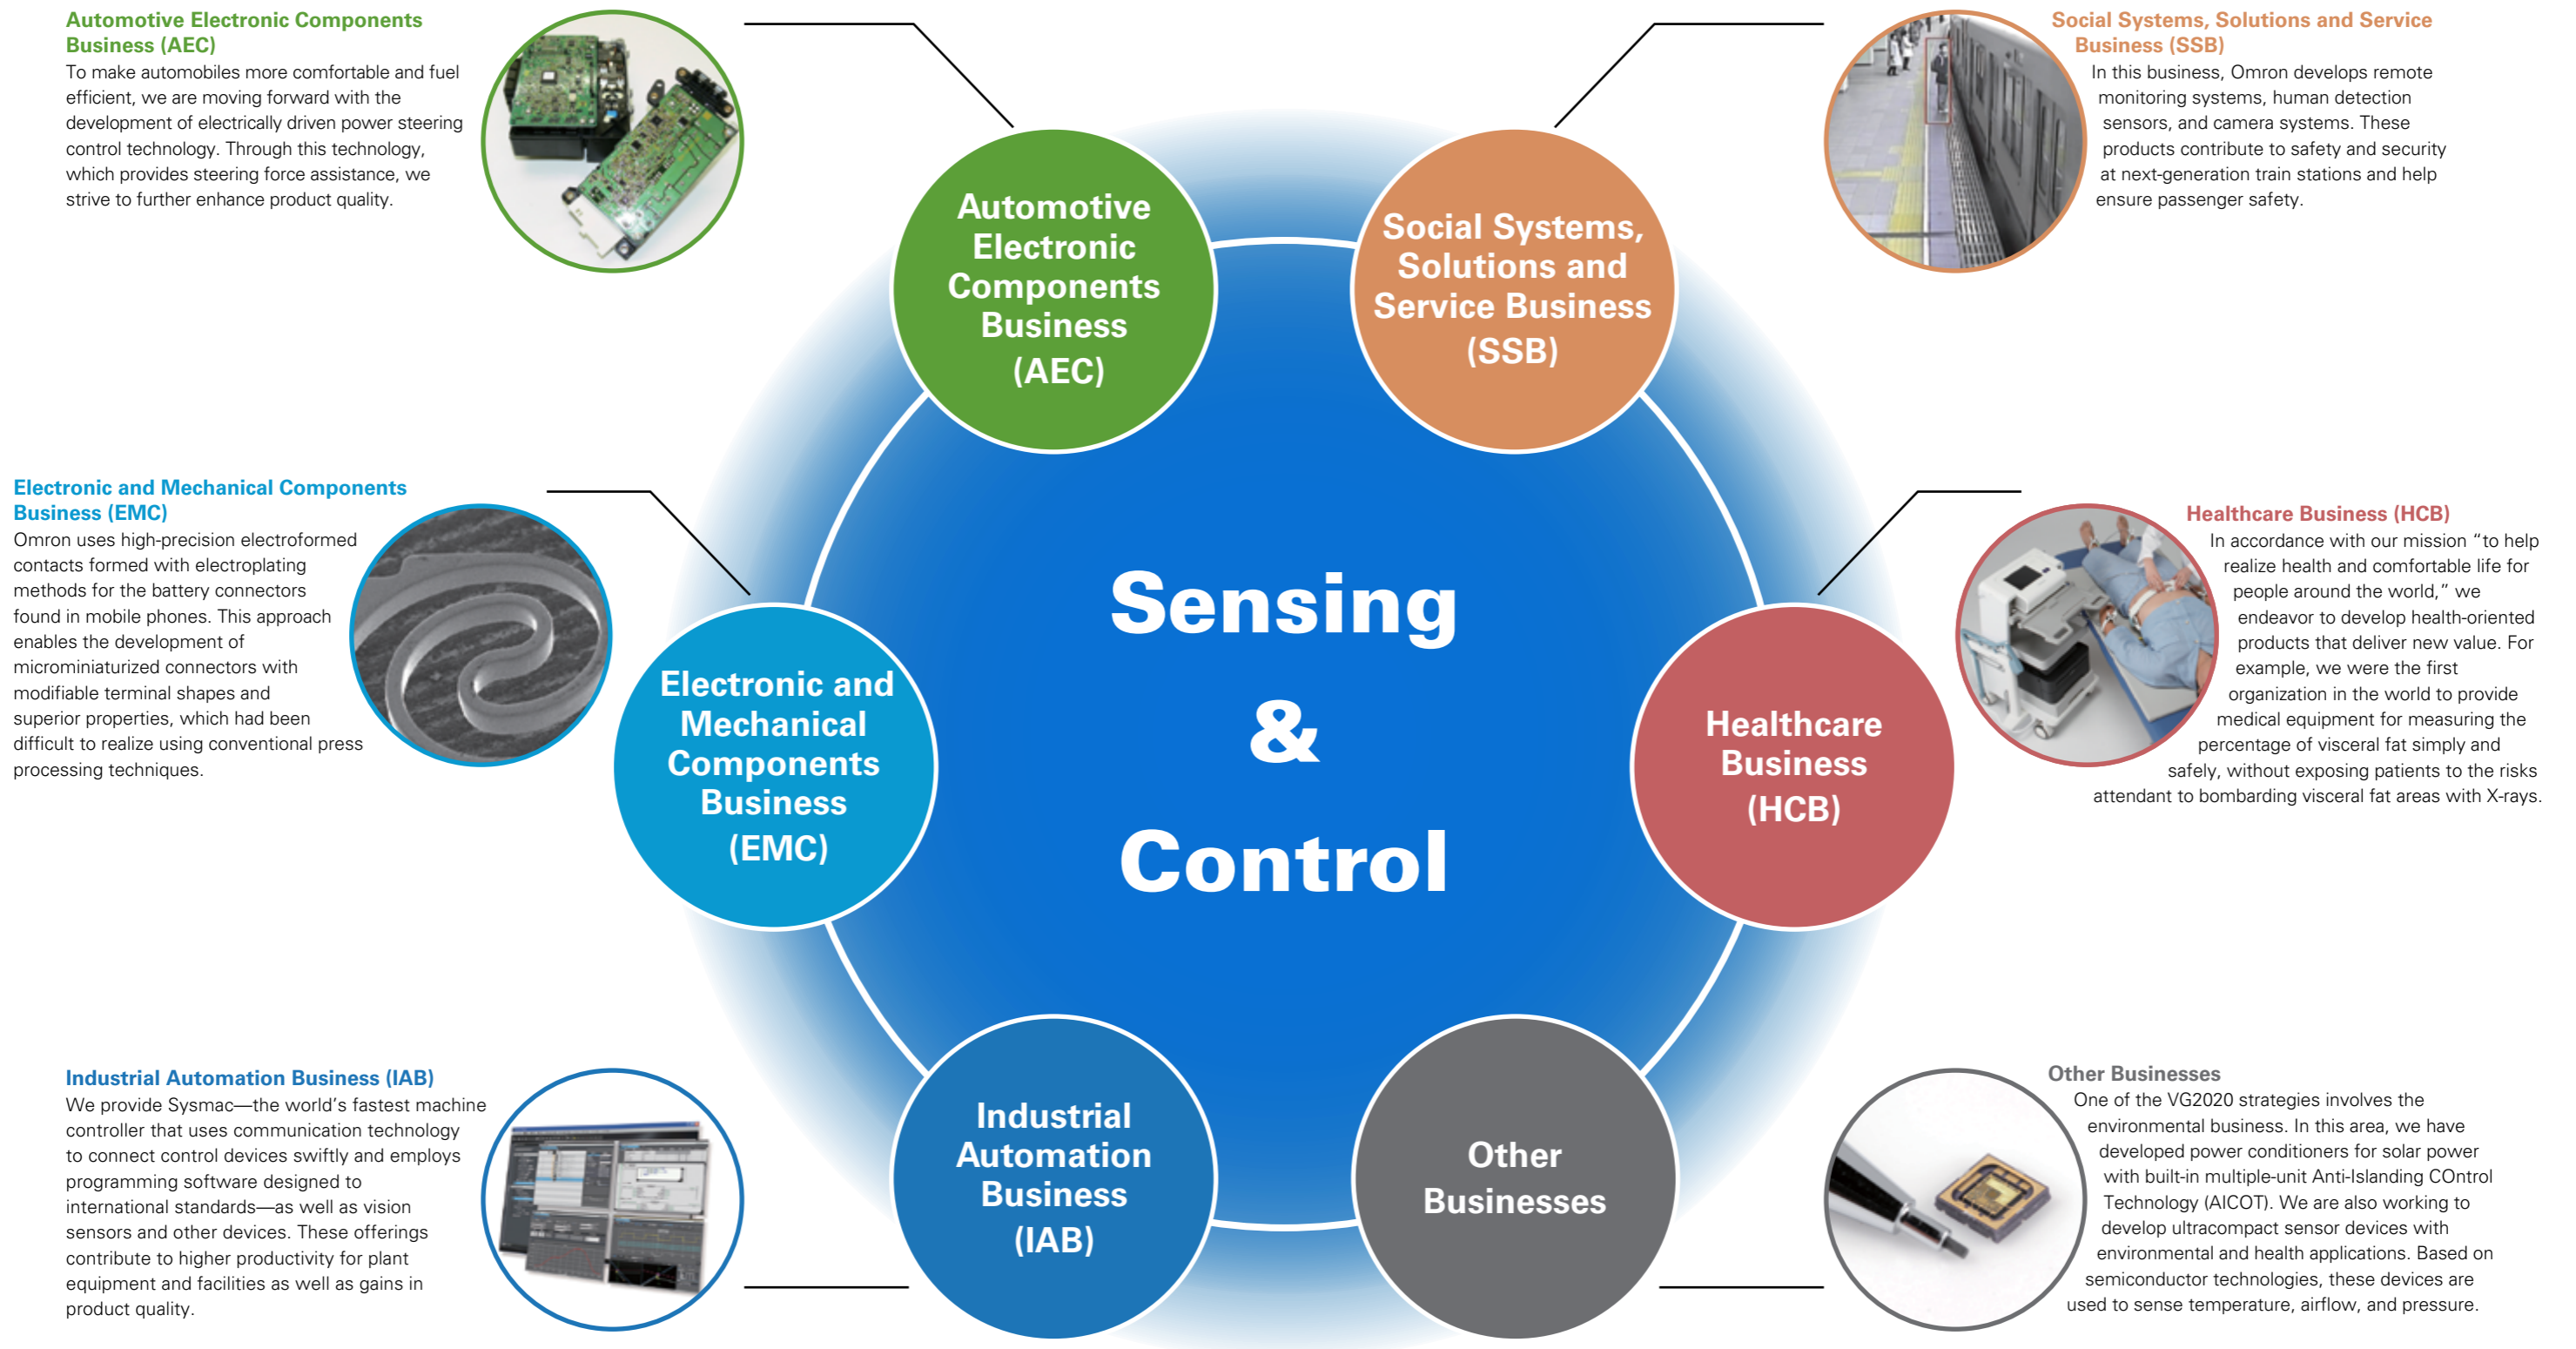 Automotive Electronic Components
Business (AEC)
To make automobiles more comfortable and fuel
efficient, we are moving forward with the
development of electrically driven power steering
control technology. Through this technology,
which provides steering force assistance, we
strive to further enhance product quality.
Social Systems, Solutions and Service
Business (SSB)
In this business, Omron develops remote
monitoring systems, human detection
sensors, and camera systems. These
products contribute to safety and security
at next-generation train stations and help
ensure passenger safety.
Automotive
Electronic
Components
Business
(AEC)
Social Systems,
Solutions and
Service Business
(SSB)
Electronic and Mechanical Components
Business (EMC)
Omron uses high-precision electroformed
contacts formed with electroplating
methods for the battery connectors
found in mobile phones. This approach
enables the development of
microminiaturized connectors with
modifiable terminal shapes and
superior properties, which had been
difficult to realize using conventional press
processing techniques.
Electronic and
Mechanical
Components
Business
(EMC)
Sensing
&
Control
Healthcare
Business
(HCB)
Healthcare Business (HCB)
In accordance with our mission “to help
realize health and comfortable life for
people around the world,” we
endeavor to develop health-oriented
products that deliver new value. For
example, we were the first
organization in the world to provide
medical equipment for measuring the
percentage of visceral fat simply and
safely, without exposing patients to the risks
attendant to bombarding visceral fat areas with X-rays.
Industrial Automation Business (IAB)
We provide Sysmac—the world’s fastest machine
controller that uses communication technology
to connect control devices swiftly and employs
programming software designed to
international standards—as well as vision
sensors and other devices. These offerings
contribute to higher productivity for plant
equipment and facilities as well as gains in
product quality.
Industrial
Automation
Business
(IAB)
Other
Businesses
Other Businesses
One of the VG2020 strategies involves the
environmental business. In this area, we have
developed power conditioners for solar power
with built-in multiple-unit Anti-Islanding COntrol
Technology (AICOT). We are also working to
develop ultracompact sensor devices with
environmental and health applications. Based on
semiconductor technologies, these devices are
used to sense temperature, airflow, and pressure.